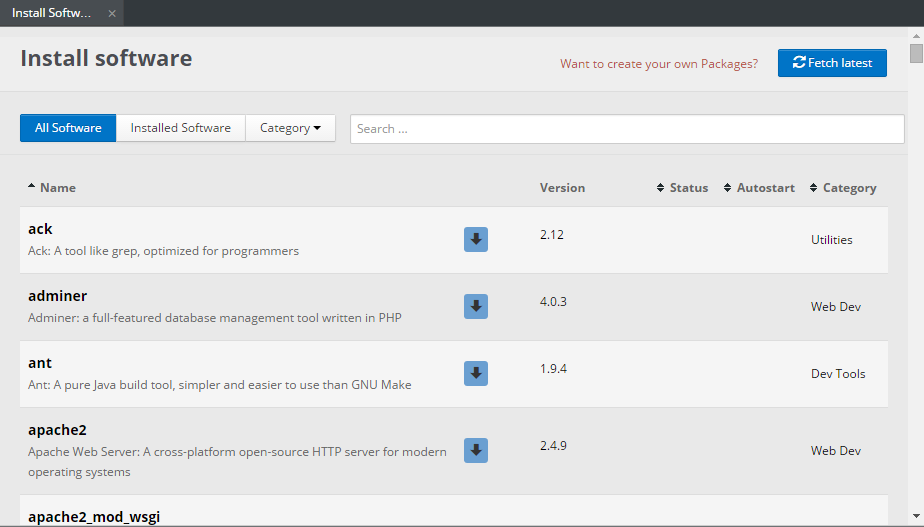 Install Softw...
Install software
Want to create your own Packages?
Fetch latest
All Software
Installed Software
Category
Search ...
Name
Version
Status
Autostart
Category
ack
Ack: A tool like grep, optimized for programmers
2.12
Utilities
adminer
Adminer: a full-featured database management tool written in PHP
4.0.3
Web Dev
ant
Ant: A pure Java build tool, simpler and easier to use than GNU Make
1.9.4
Dev Tools
apache2
Apache Web Server: A cross-platform open-source HTTP server for modern
operating systems
2.4.9
Web Dev
apache2_mod_wsgi